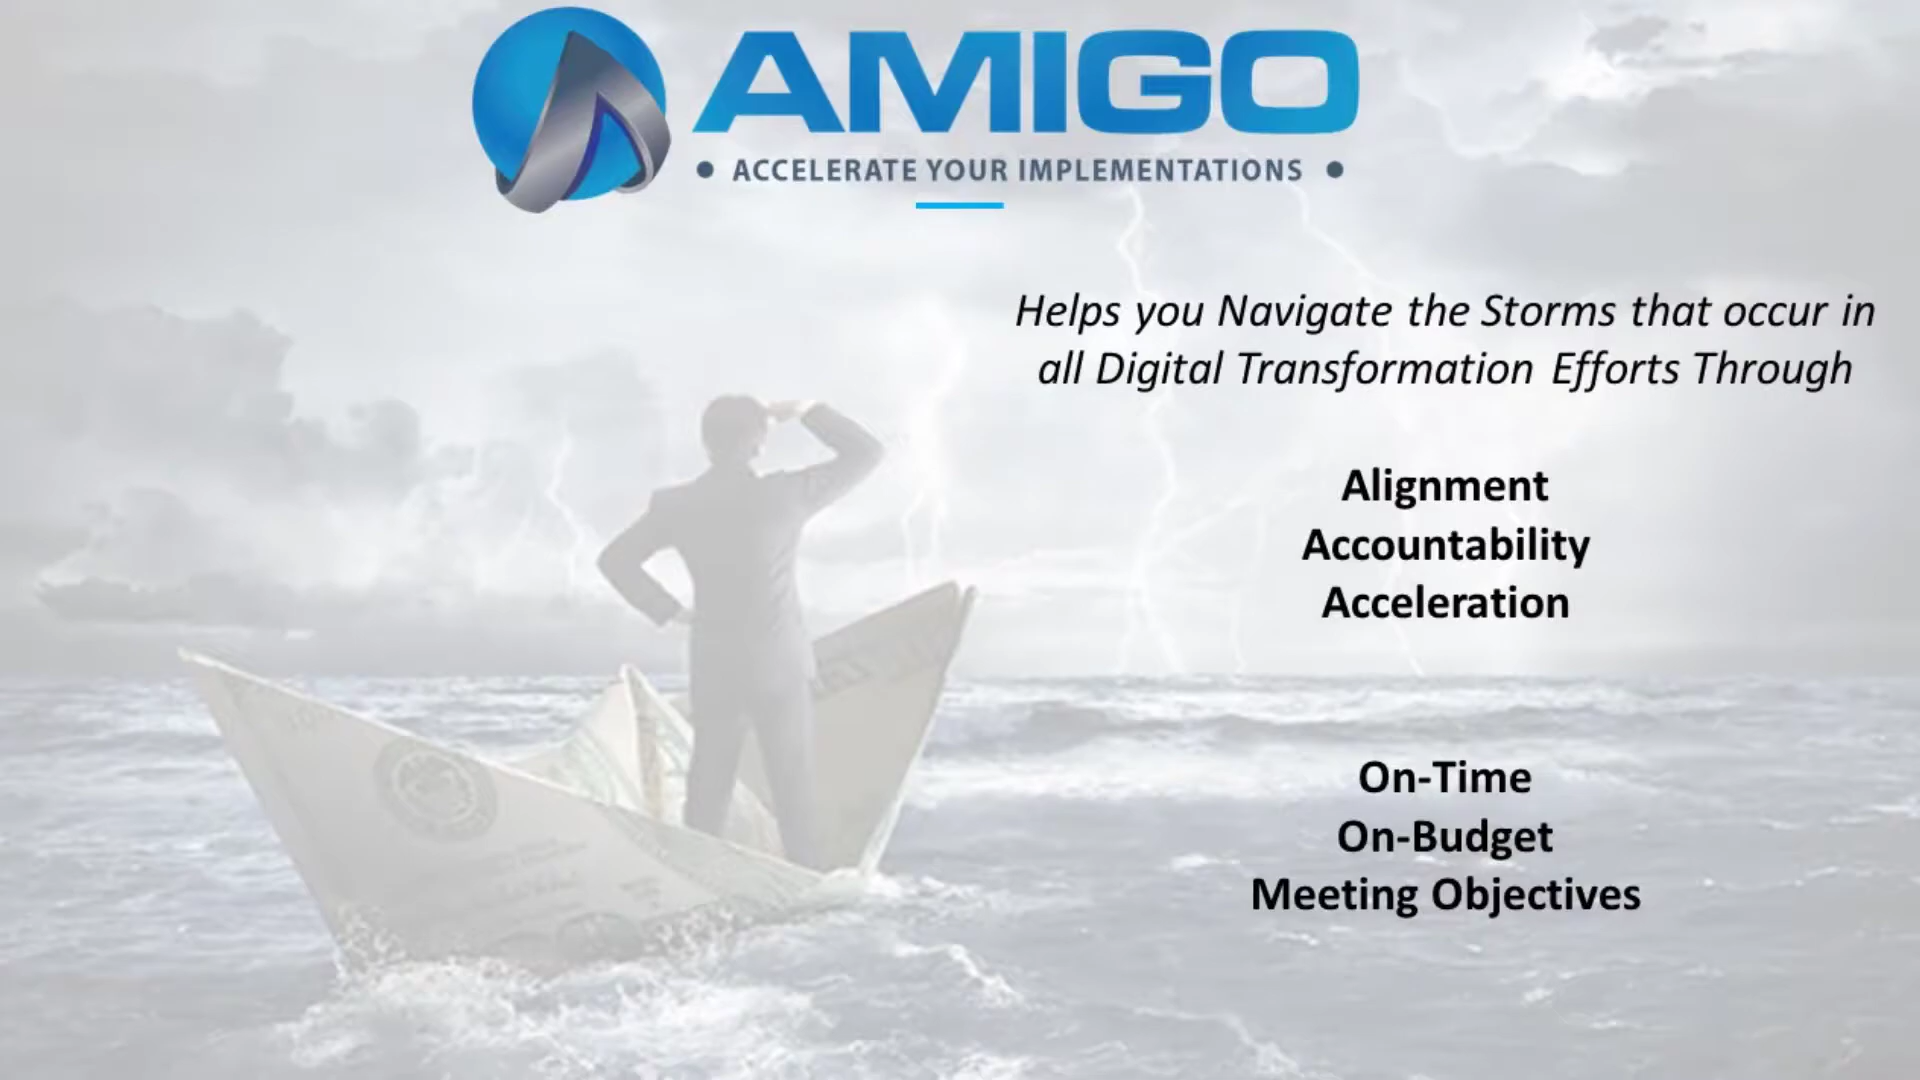 AMIGO
• ACCELERATE YOUR IMPLEMENTATIONS •
Helps you Navigate the Storms that occur in
all Digital Transformation Efforts Through
Alignment
Accountability
Acceleration
On-Time
On-Budget
Meeting Objectives